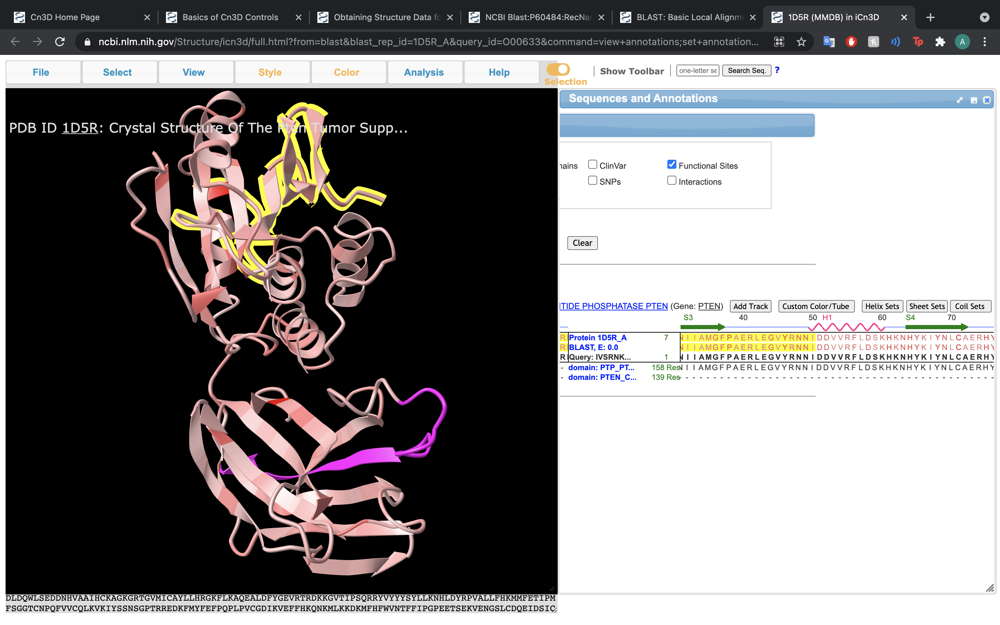 Cn3D Home Page
Basics of Cn3D Controls
Obtaining Structure Data fo
NCBI Blast:P60484:RecNar
BLAST: Basic Local Alignme
1D5R (MMDB) in iCn3D
ncbi.nlm.nih.gov/Structure/icn3d/full.html?from=blast&blast_rep_id=1D5R_A&query_id=O00633&command=view+annotations;set+annotation...
A
File
Select
View
Style
Color
Analysis
Help
Selection
Show Toolbar
one-letter se
Search Seq.
?
Sequences and Annotations
PDB ID 1D5R: Crystal Structure Of The Pten Tumor Supp...
ClinVar
Functional Sites
SNPs
Interactions
Clear
TIDE PHOSPHATASE PTEN (Gene: PTEN)
Add Track
Custom Color/Tube
Helix Sets
Sheet Sets
Coil Sets
S3 40 50 H1 60 S4 70
R Protein 1D5R_A 7 NIIAMGFPAERLEGVYRNNIDDVVRFLDSKHKNHYKIYNLCAERHY
R BLAST, E: 0.0 NIIAMGFPAERLEGVYRNNIDDVVRFLDSKHKNHYKIYNLCAERHY
R Query: IVSRNK... 1 NIIAMGFPAERLEGVYRNNIDDVVRFLDSKHKNHYKIYNLCAERHY
- domain: PTP_PT... 158 Res NIIAMGFPAERLEGVYRNNIDDVVRFLDSKHKNHYKIYNLCAERHY
- domain: PTEN_C... 139 Res - - - - - - - - - - - - - - - - - - - - - - - - - - - - - - - - - - - - - - - - - - - - - -
DLDQWLSEDDNHVAAIHCKAGKGRTGVMICAYLLHRGKFLKAQEALDFYGEVRTRDKKGVTIPSQRRYVYYYSYLLKNHLDYRPVALLFHKMMFETIPM
FSGGTCNPQFVVCQLKVKIYSSNSGPTRREDKFMYFEFPQPLPVCGDIKVEFFHKQNKMLKKDKMFHFWVNTFFIPGPEETSEKVENGSLCDQEIDSIC